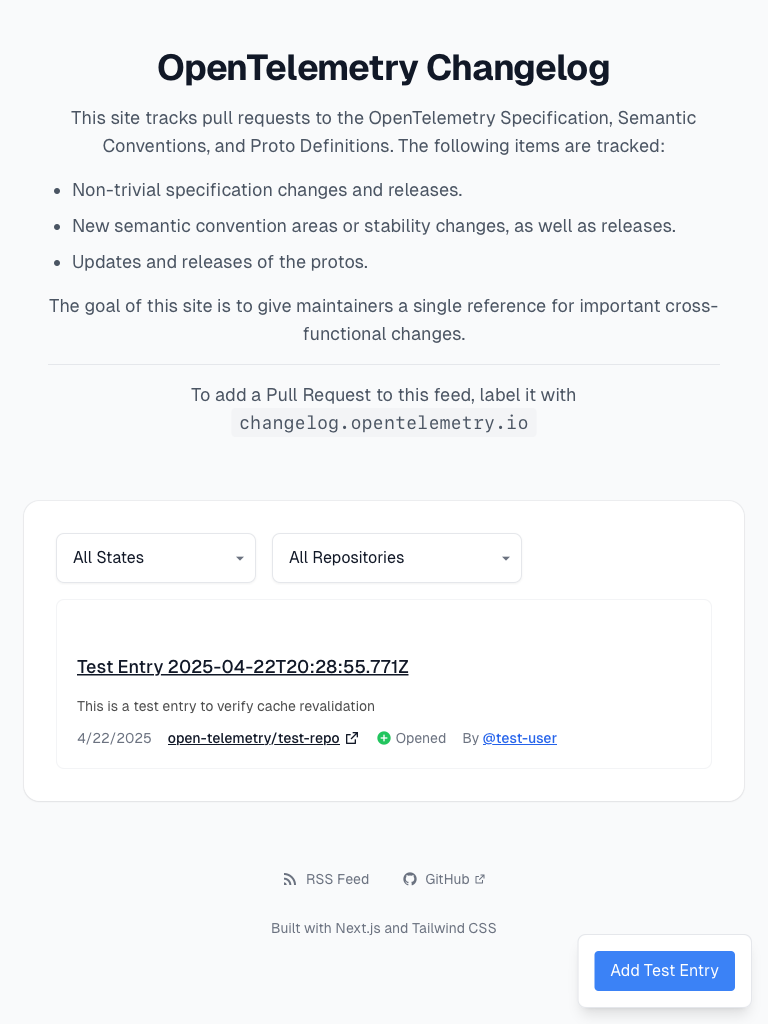 OpenTelemetry Changelog
This site tracks pull requests to the OpenTelemetry Specification, Semantic
Conventions, and Proto Definitions. The following items are tracked:
Non-trivial specification changes and releases.
New semantic convention areas or stability changes, as well as releases.
Updates and releases of the protos.
The goal of this site is to give maintainers a single reference for important cross-
functional changes.
To add a Pull Request to this feed, label it with
changelog.opentelemetry.io
All States
All Repositories
Test Entry 2025-04-22T20:28:55.771Z
This is a test entry to verify cache revalidation
4/22/2025 open-telemetry/test-repo Opened By @test-user
RSS Feed GitHub
Built with Next.js and Tailwind CSS
Add Test Entry